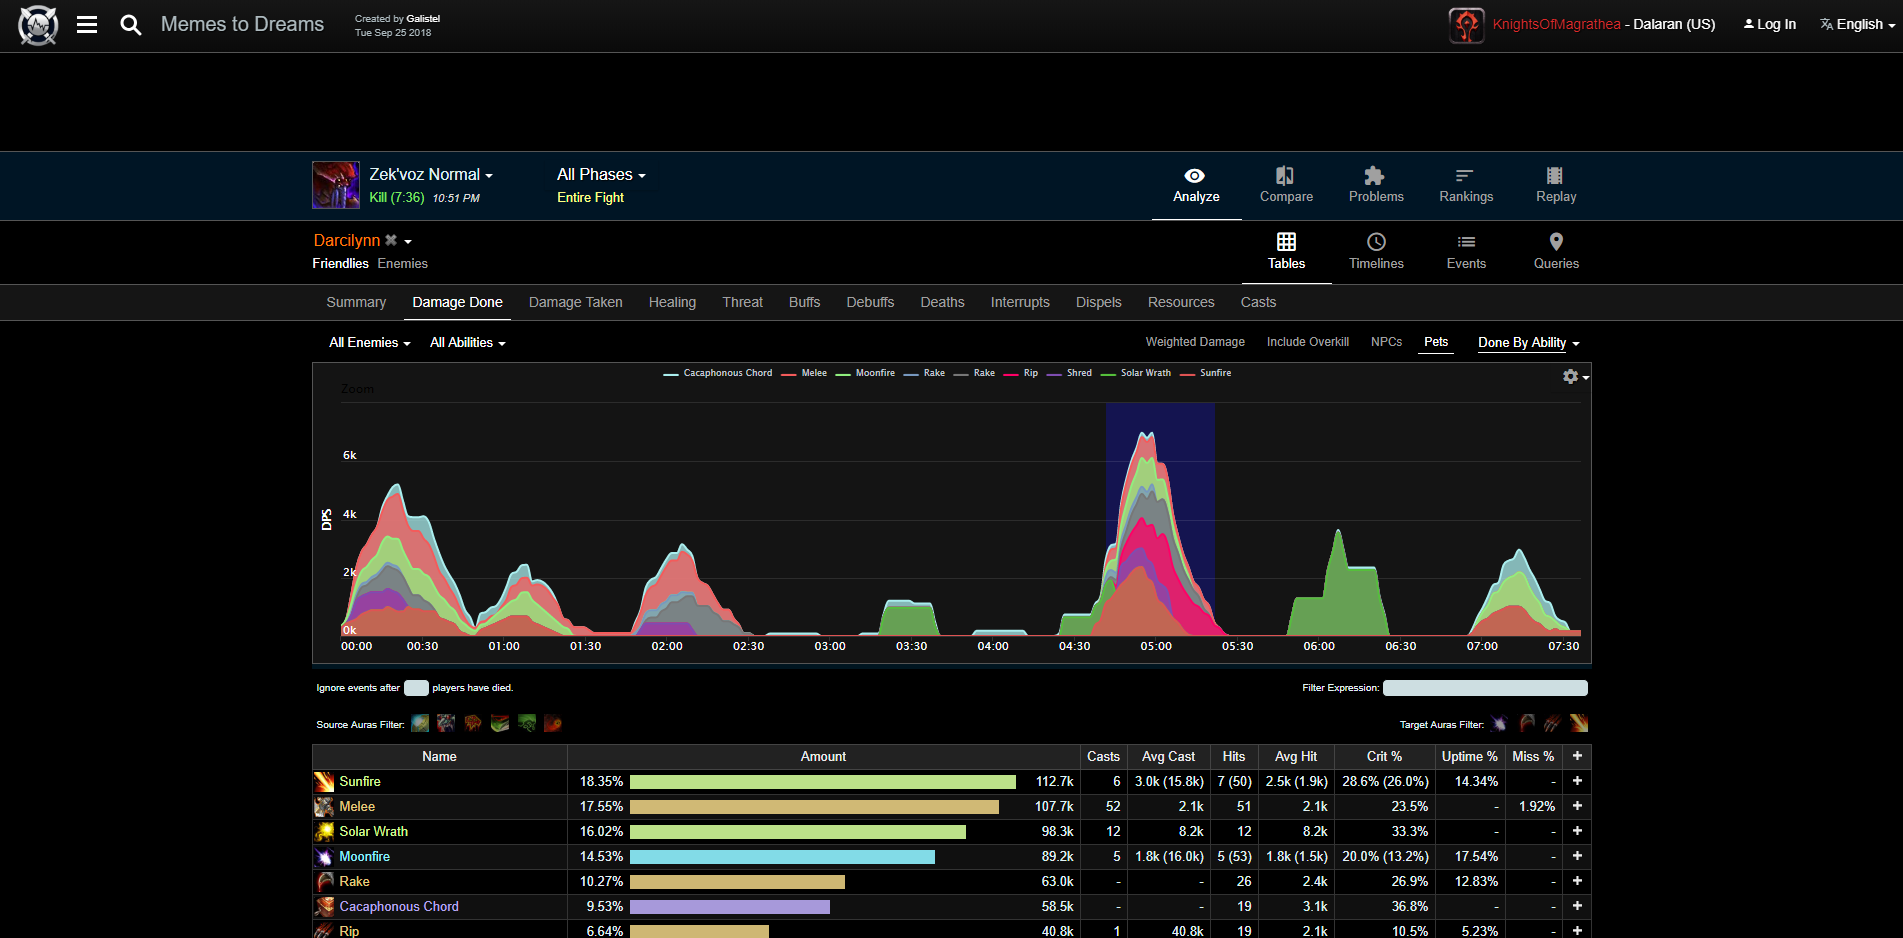 Memes to Dreams
Created by Galistel
Tue Sep 25 2018
KnightsOfMagrathea - Dalaran (US)
Log In
English
Zek'voz Normal
Kill (7:36) 10:51 PM
All Phases
Entire Fight
Analyze
Compare
Problems
Rankings
Replay
Darcilynn
Friendlies Enemies
Tables
Timelines
Events
Queries
Summary Damage Done Damage Taken Healing Threat Buffs Debuffs Deaths Interrupts Dispels Resources Casts
All Enemies All Abilities Weighted Damage Include Overkill NPCs Pets Done By Ability
Cacaphonous Chord Melee Moonfire Rake Rake Rip Shred Solar Wrath Sunfire
Zoom
6k
4k
DPS
2k
0k
00:00 00:30 01:00 01:30 02:00 02:30 03:00 03:30 04:00 04:30 05:00 05:30 06:00 06:30 07:00 07:30
Ignore events after players have died. Filter Expression:
Source Auras Filter: Target Auras Filter:
Name Amount Casts Avg Cast Hits Avg Hit Crit % Uptime % Miss % +
Sunfire 18.35% 112.7k 6 3.0k (15.8k) 7 (50) 2.5k (1.9k) 28.6% (26.0%) 14.34% - +
Melee 17.55% 107.7k 52 2.1k 51 2.1k 23.5% - 1.92% +
Solar Wrath 16.02% 98.3k 12 8.2k 12 8.2k 33.3% - - +
Moonfire 14.53% 89.2k 5 1.8k (16.0k) 5 (53) 1.8k (1.5k) 20.0% (13.2%) 17.54% - +
Rake 10.27% 63.0k - - 26 2.4k 26.9% 12.83% - +
Cacaphonous Chord 9.53% 58.5k - - 19 3.1k 36.8% - - +
Rip 6.64% 40.8k 1 40.8k 19 2.1k 10.5% 5.23% - +